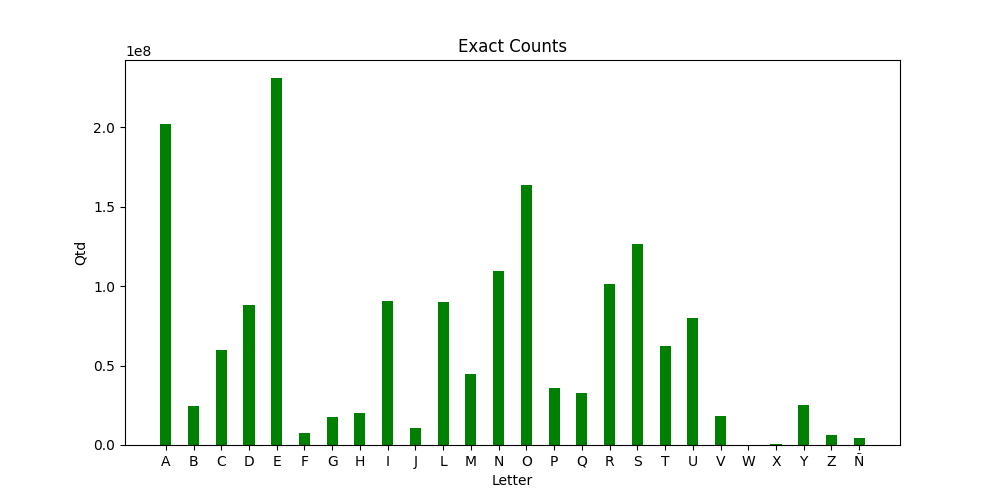 Exact Counts
1e8
2.0
1.5
1.0
0.5
0.0
Qtd
A B C D E F G H I J L M N O P Q R S T U V W X Y Z Ñ
Letter